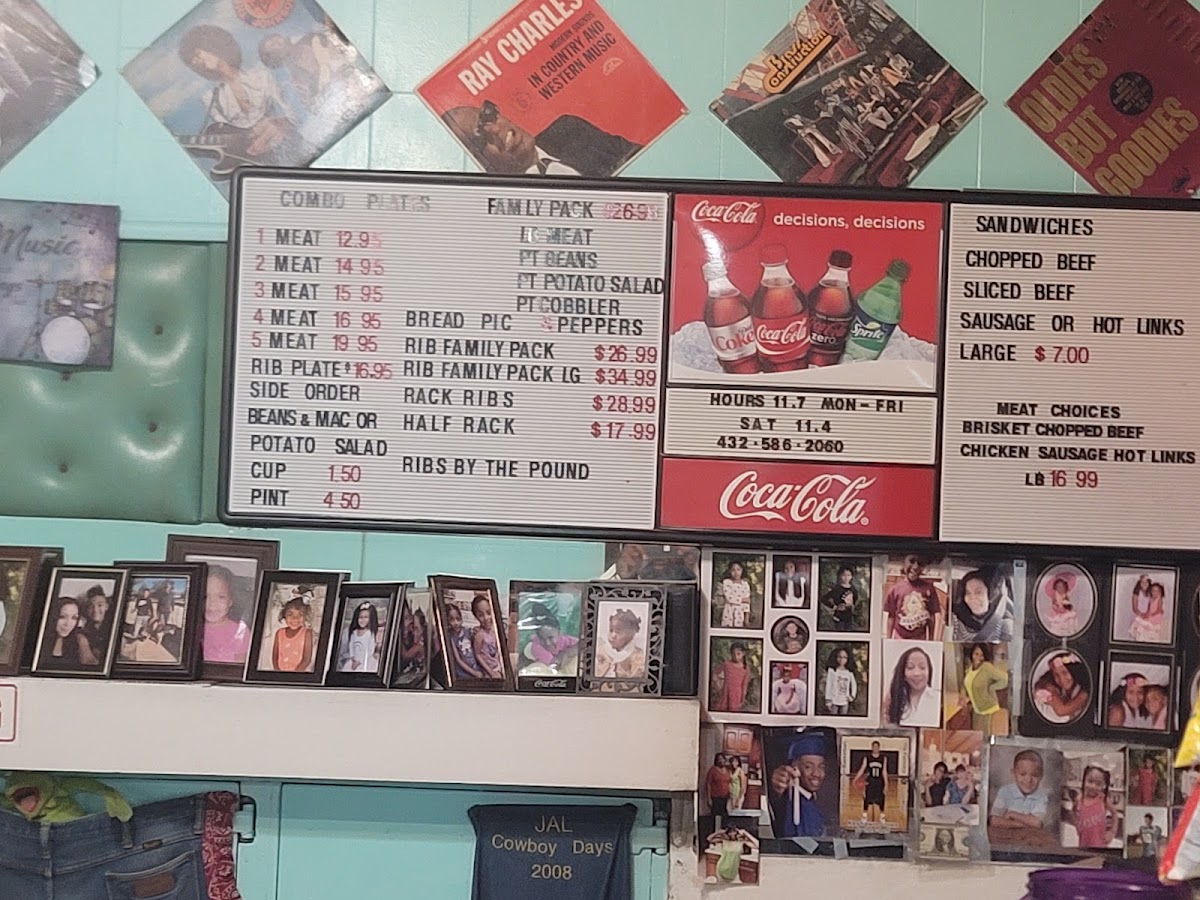 RAY CHARLES
MODERN SOUNDS
IN COUNTRY AND
WESTERN MUSIC
OLDIES
BUT
GOODIES
Music
COMBO PLATES
1 MEAT 12.95
2 MEAT 14 95
3 MEAT 15 95
4 MEAT 16 95
5 MEAT 19 95
RIB PLATE $16.95
SIDE ORDER
BEANS & MAC OR
POTATO SALAD
CUP 1.50
PINT 4 50
FAMILY PACK $26.9
MEAT
PT BEANS
PT POTATO SALAD
PT COBBLER
BREAD PIC PEPPERS
RIB FAMILY PACK $26.99
RIB FAMILY PACK LG $34.99
RACK RIBS $28.99
HALF RACK $17.99
RIBS BY THE POUND
Coca-Cola
decisions, decisions
Coke
Coca-Cola
zero
Sprite
HOURS 11.7 MON-FRI
SAT 11.4
432-586-2060
Coca-Cola
SANDWICHES
CHOPPED BEEF
SLICED BEEF
SAUSAGE OR HOT LINKS
LARGE $7.00
MEAT CHOICES
BRISKET CHOPPED BEEF
CHICKEN SAUSAGE HOT LINKS
LB 16 99
Coca-Cola
JAL
Cowboy Days
2008